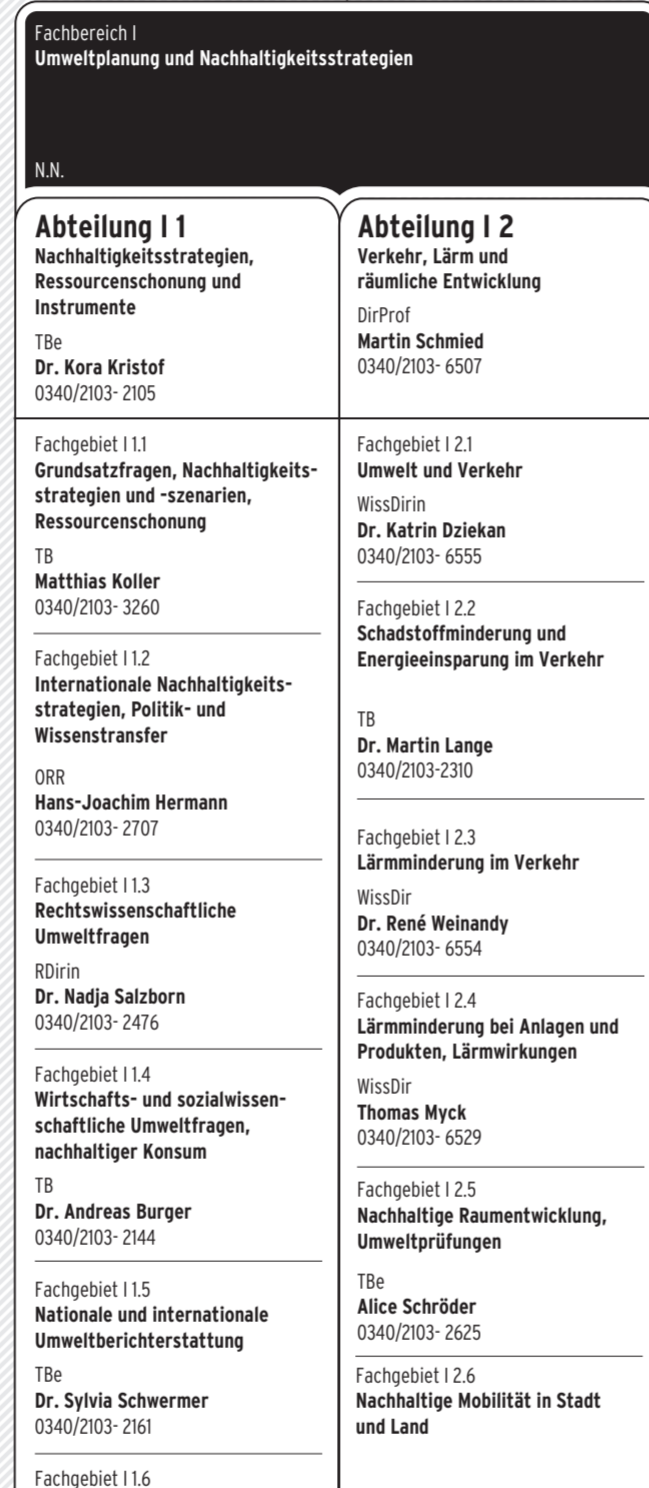 Fachbereich I
Umweltplanung und Nachhaltigkeitsstrategien
N.N.
Abteilung I 1
Nachhaltigkeitsstrategien,
Ressourcenschonung und
Instrumente
TBe
Dr. Kora Kristof
0340/2103- 2105
Fachgebiet I 1.1
Grundsatzfragen, Nachhaltigkeits-
strategien und -szenarien,
Ressourcenschonung
TB
Matthias Koller
0340/2103- 3260
Fachgebiet I 1.2
Internationale Nachhaltigkeits-
strategien, Politik- und
Wissenstransfer
ORR
Hans-Joachim Hermann
0340/2103- 2707
Fachgebiet I 1.3
Rechtswissenschaftliche
Umweltfragen
RDirin
Dr. Nadja Salzborn
0340/2103- 2476
Fachgebiet I 1.4
Wirtschafts- und sozialwissen-
schaftliche Umweltfragen,
nachhaltiger Konsum
TB
Dr. Andreas Burger
0340/2103- 2144
Fachgebiet I 1.5
Nationale und internationale
Umweltberichterstattung
TBe
Dr. Sylvia Schwermer
0340/2103- 2161
Fachgebiet I 1.6
Abteilung I 2
Verkehr, Lärm und
räumliche Entwicklung
DirProf
Martin Schmied
0340/2103- 6507
Fachgebiet I 2.1
Umwelt und Verkehr
WissDirin
Dr. Katrin Dziekan
0340/2103- 6555
Fachgebiet I 2.2
Schadstoffminderung und
Energieeinsparung im Verkehr
TB
Dr. Martin Lange
0340/2103-2310
Fachgebiet I 2.3
Lärmminderung im Verkehr
WissDir
Dr. René Weinandy
0340/2103- 6554
Fachgebiet I 2.4
Lärmminderung bei Anlagen und
Produkten, Lärmwirkungen
WissDir
Thomas Myck
0340/2103- 6529
Fachgebiet I 2.5
Nachhaltige Raumentwicklung,
Umweltprüfungen
TBe
Alice Schröder
0340/2103- 2625
Fachgebiet I 2.6
Nachhaltige Mobilität in Stadt
und Land